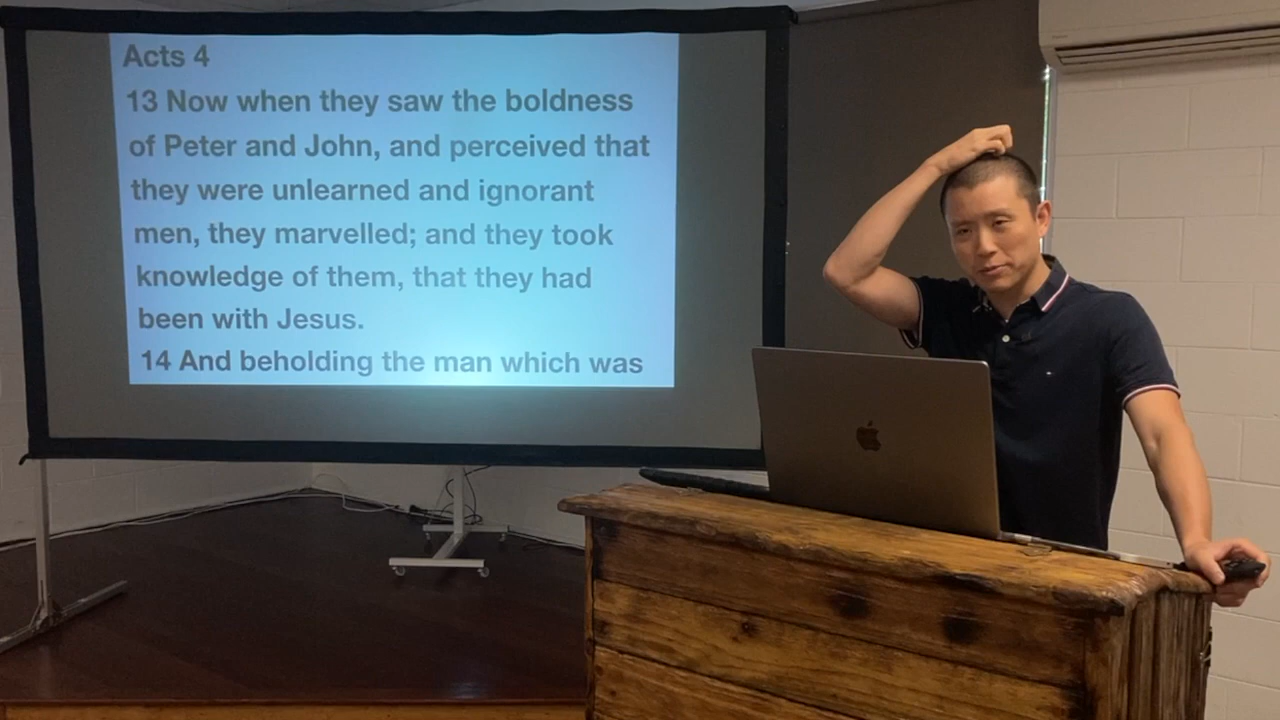 Acts 4
13 Now when they saw the boldness
of Peter and John, and perceived that
they were unlearned and ignorant
men, they marvelled; and they took
knowledge of them, that they had
been with Jesus.
14 And beholding the man which was